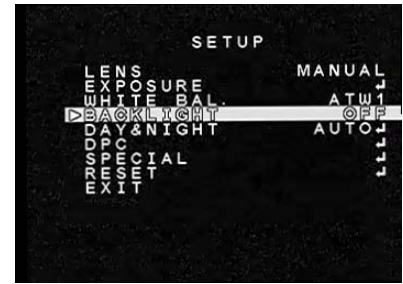 SETUP
LENS MANUAL
EXPOSURE ↵
WHITE BAL. ATW1
▷BACKLIGHT OFF
DAY&NIGHT AUTO↵
DPC ↵
SPECIAL ↵
RESET ↵
EXIT